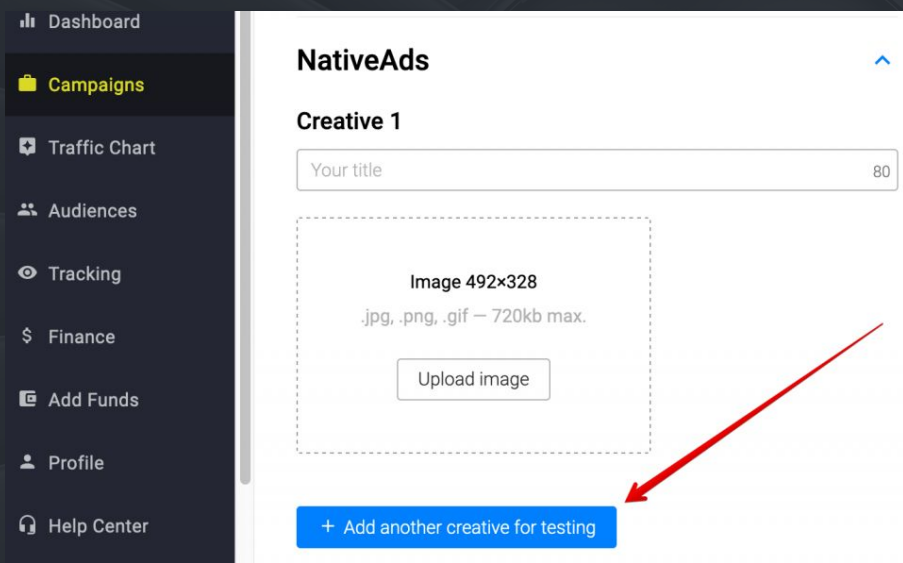 Dashboard
Campaigns
Traffic Chart
Audiences
Tracking
$ Finance
Add Funds
Profile
Help Center
NativeAds
Creative 1
Your title
80
Image 492×328
.jpg, .png, .gif — 720kb max.
Upload image
+ Add another creative for testing